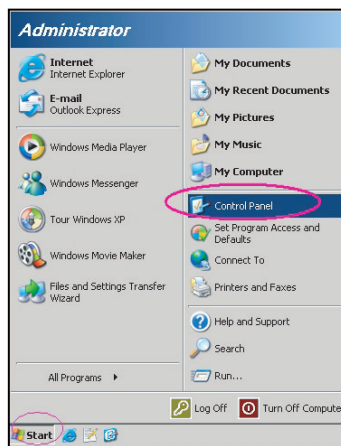 Administrator
Internet
Internet Explorer
E-mail
Outlook Express
Windows Media Player
Windows Messenger
Tour Windows XP
Windows Movie Maker
Files and Settings Transfer
Wizard
All Programs
My Documents
My Recent Documents
My Pictures
My Music
My Computer
Control Panel
Set Program Access and
Defaults
Connect To
Printers and Faxes
Help and Support
Search
Run...
Log Off Turn Off Compute
Start